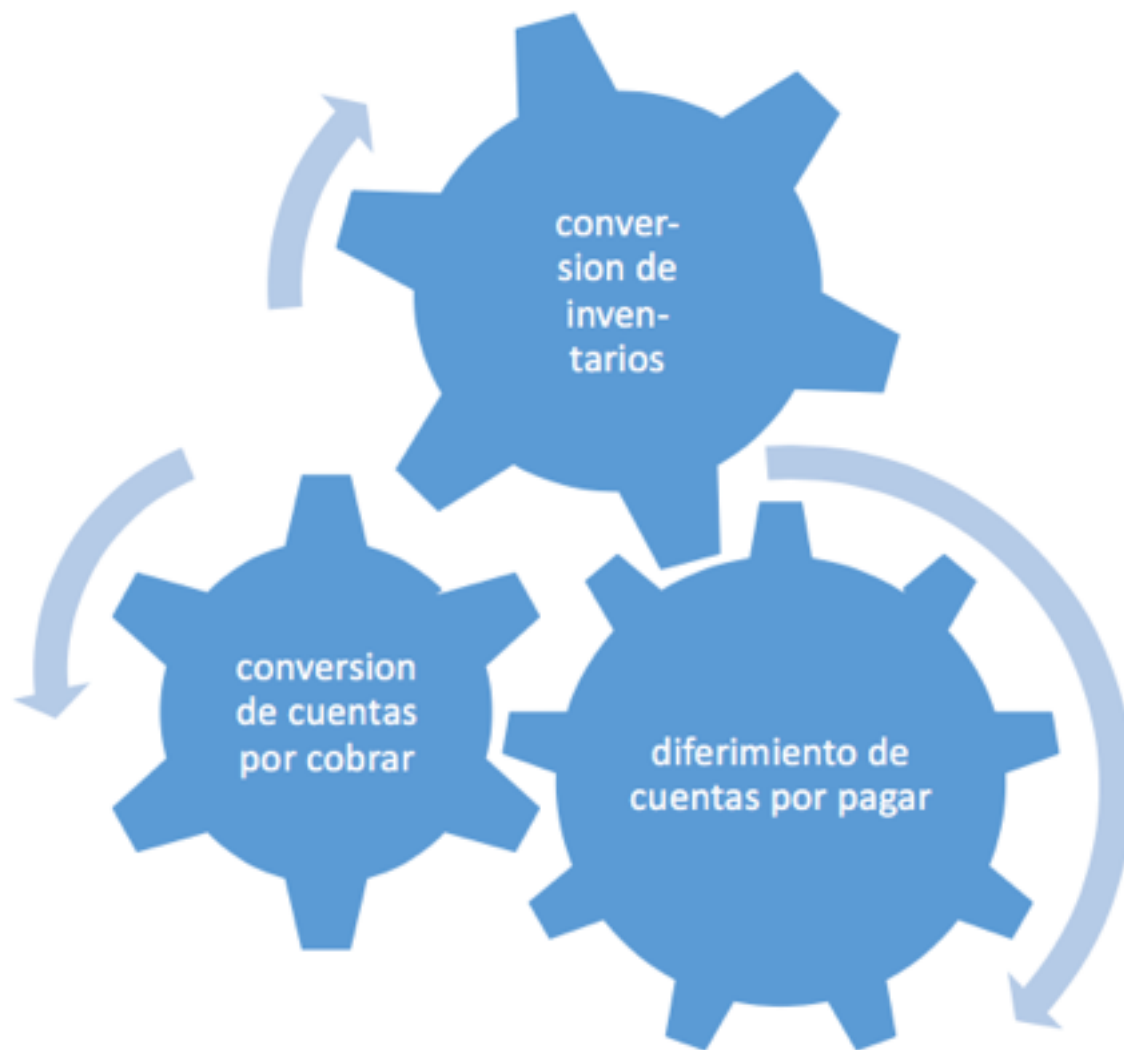 conver-
sion de
inven-
tarios
conversion
de cuentas
por cobrar
diferimiento de
cuentas por pagar